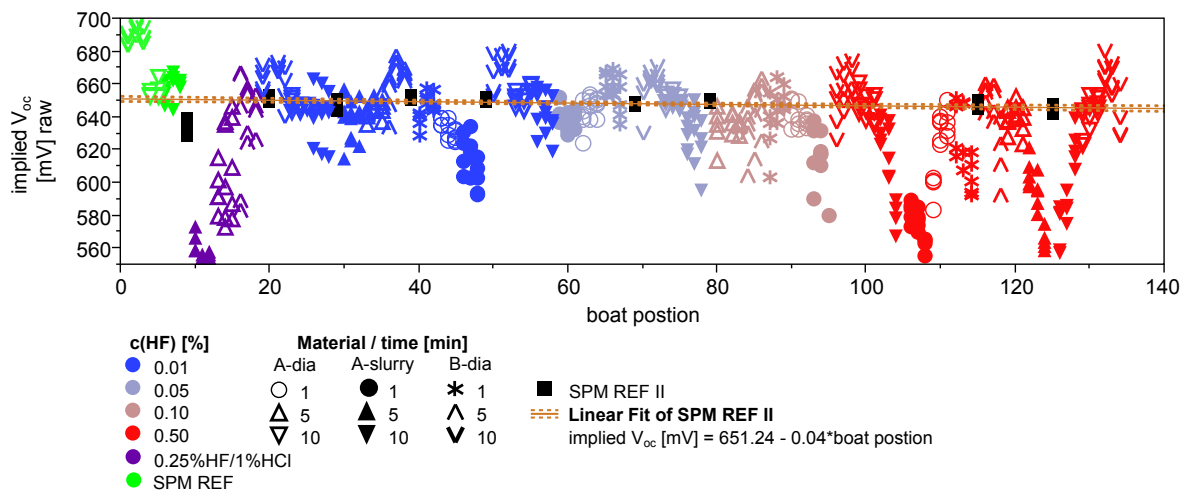 700
680
660
640
620
600
580
560
implied Voc
[mV] raw
0 20 40 60 80 100 120 140
boat postion
c(HF) [%]
0.01
0.05
0.10
0.50
0.25%HF/1%HCl
SPM REF
Material / time [min]
A-dia A-slurry B-dia
1 1 1
5 5 5
10 10 10
SPM REF II
Linear Fit of SPM REF II
implied Voc [mV] = 651.24 - 0.04*boat postion